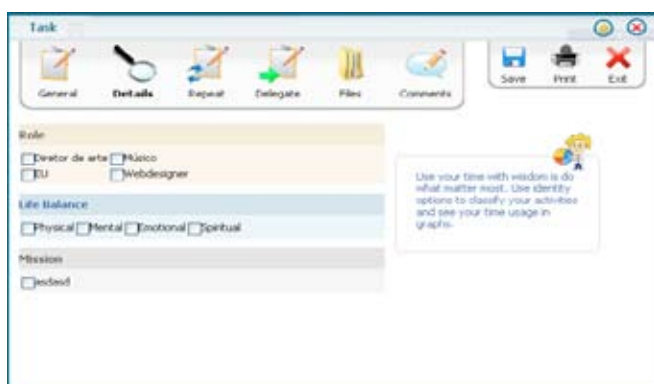 Task
General Details Repeat Delegate Files Comments
Save Print Exit
Role
Diretor de arte Músico
EU Webdesigner
Life Balance
Physical Mental Emotional Spiritual
Mission
asdasd
Use your time with wisdom is do
what matter most. Use identity
options to classify your activities
and see your time usage in
graphs.